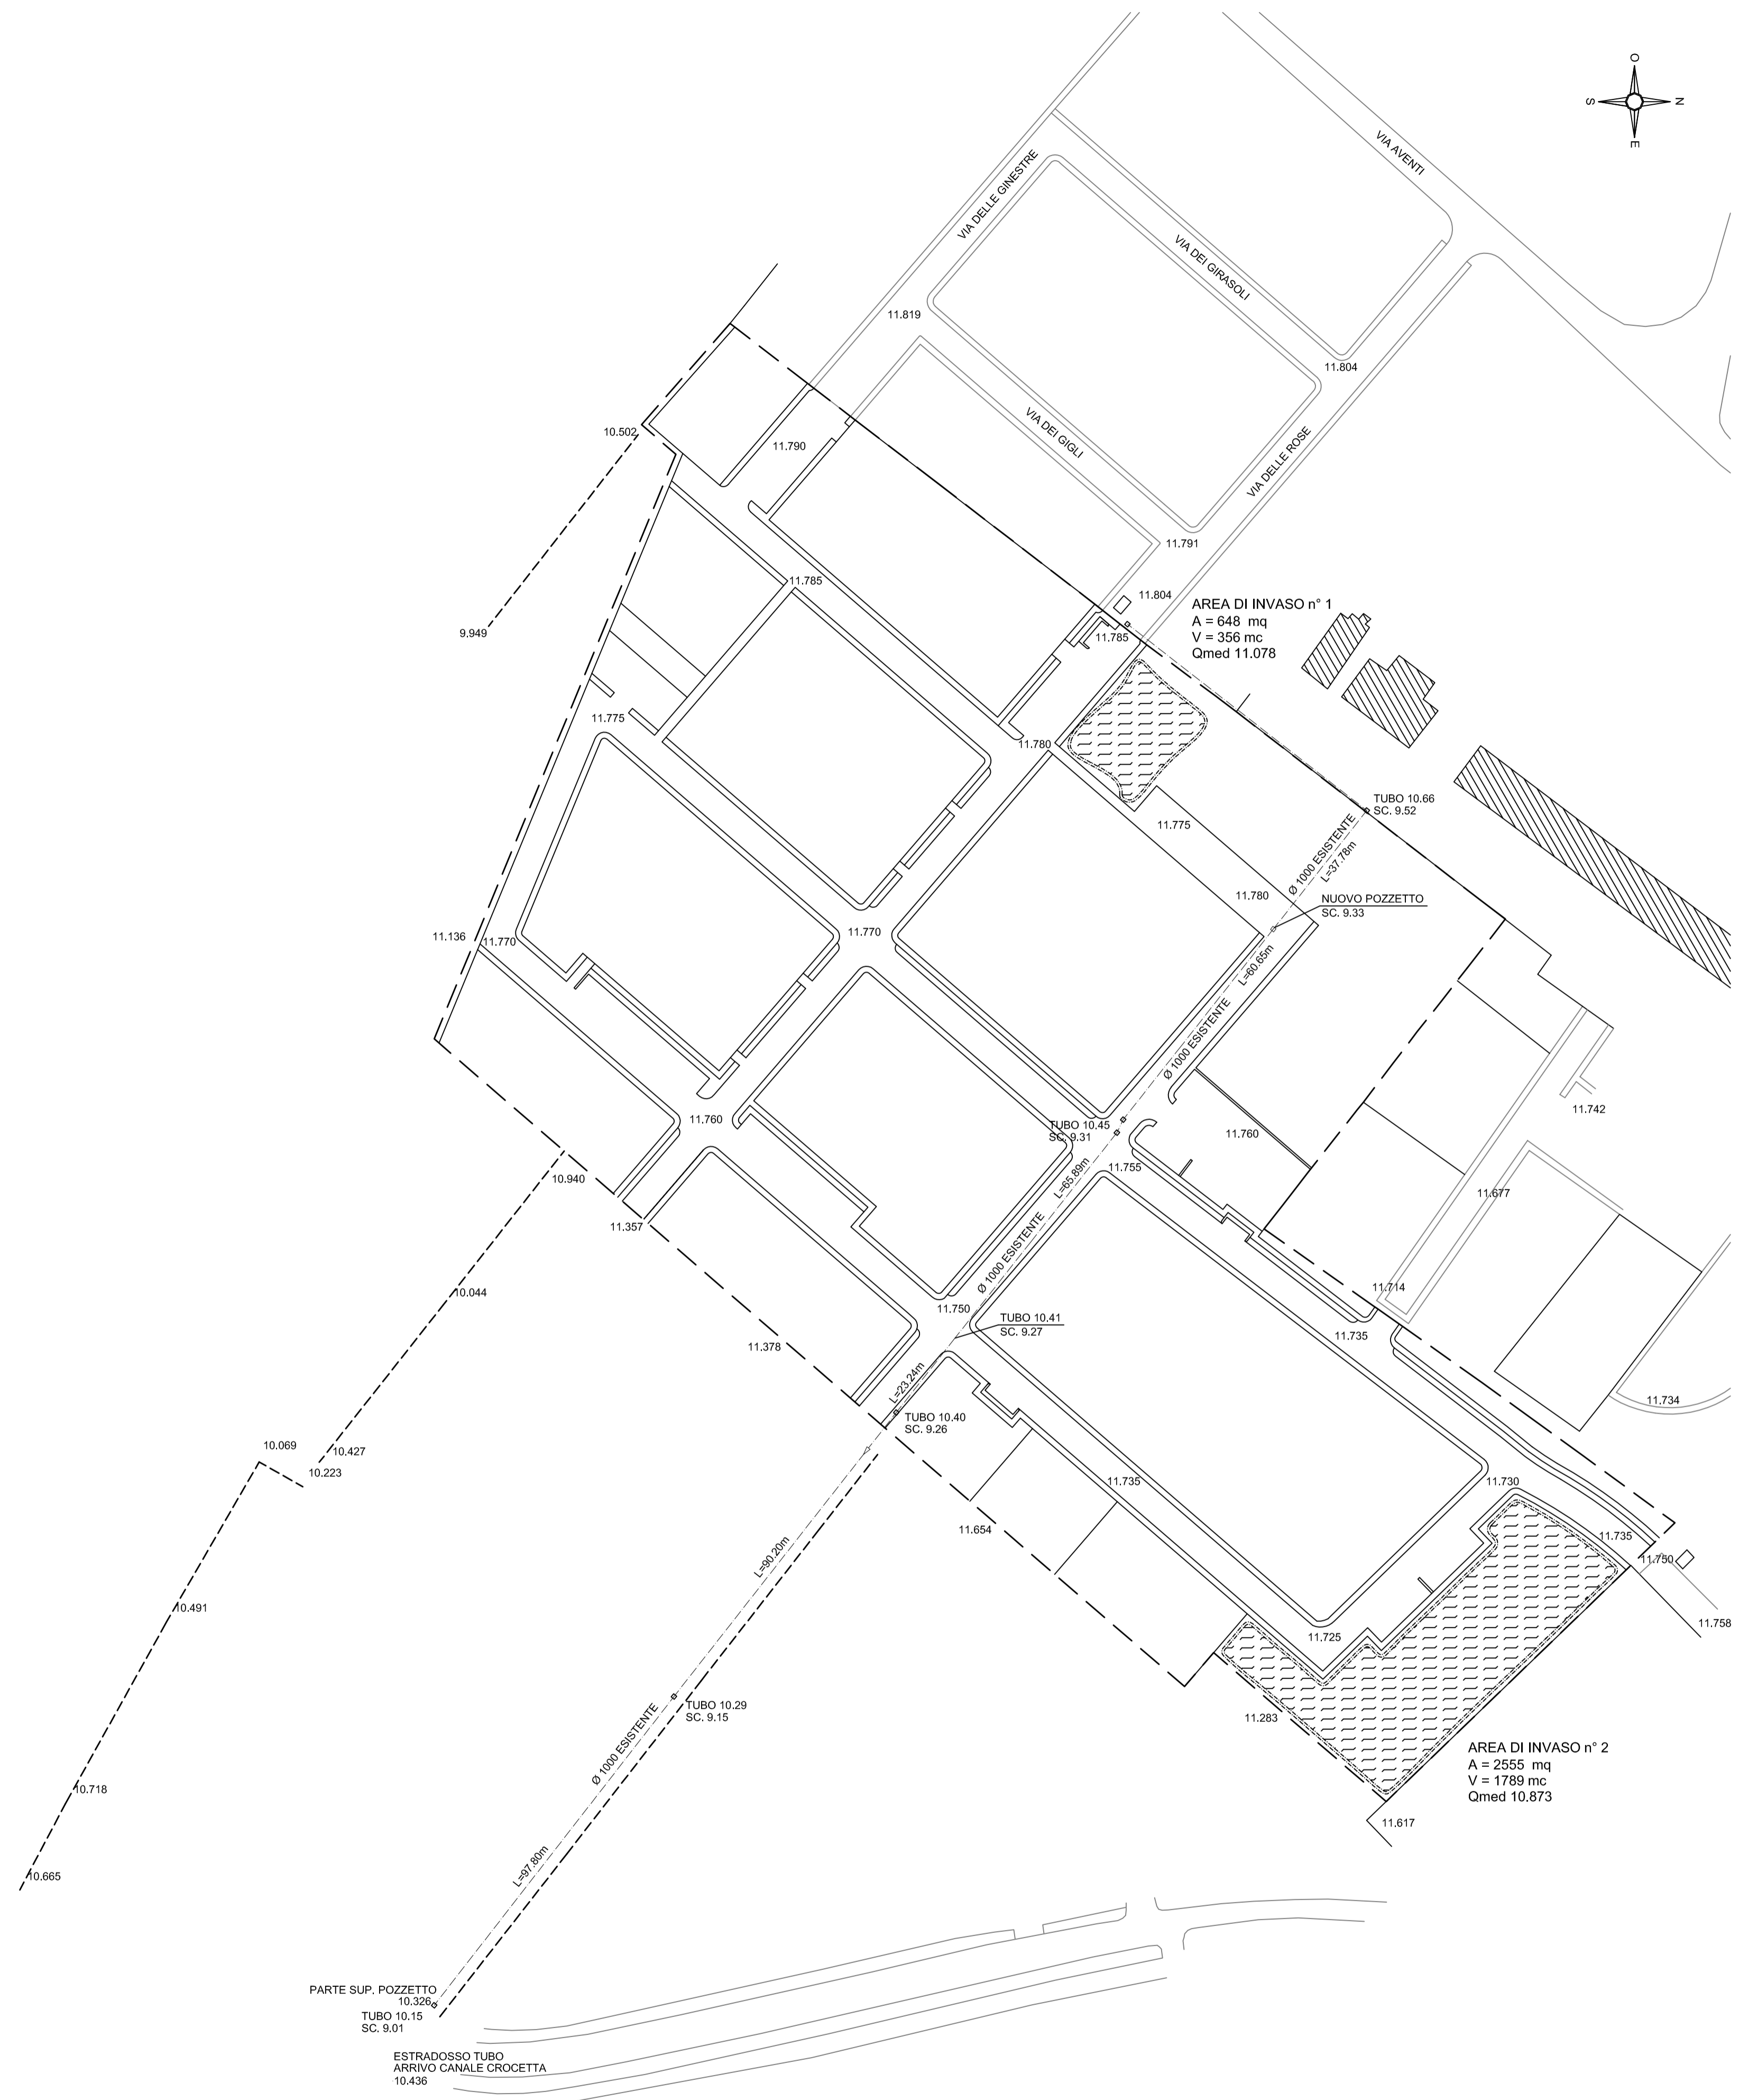 O
S
N
E
VIA AVENTI
VIA DELLE GINESTRE
VIA DEI GIRASOLI
11.819
11.804
VIA DEI GIGLI
VIA DELLE ROSE
10.502
11.790
11.791
11.785
11.804
9.949
11.785
AREA DI INVASO n° 1
A = 648 mq
V = 356 mc
Qmed 11.078
11.775
11.780
TUBO 10.66
SC. 9.52
11.775
Ø 1000 ESISTENTE
L=37.78m
11.780
NUOVO POZZETTO
SC. 9.33
11.136
11.770
11.770
L=60.65m
Ø 1000 ESISTENTE
11.742
11.760
TUBO 10.45
SC. 9.31
11.760
11.755
L=65.89m
10.940
11.677
11.357
Ø 1000 ESISTENTE
10.044
11.714
11.750
TUBO 10.41
SC. 9.27
11.735
11.378
L=23.24m
11.734
TUBO 10.40
SC. 9.26
10.069
10.427
10.223
11.735
11.730
11.654
L=90.20m
11.735
11.750
10.491
11.725
11.758
TUBO 10.29
SC. 9.15
Ø 1000 ESISTENTE
11.283
AREA DI INVASO n° 2
A = 2555 mq
V = 1789 mc
Qmed 10.873
10.718
11.617
L=97.80m
10.665
PARTE SUP. POZZETTO
10.326
TUBO 10.15
SC. 9.01
ESTRADOSSO TUBO
ARRIVO CANALE CROCETTA
10.436